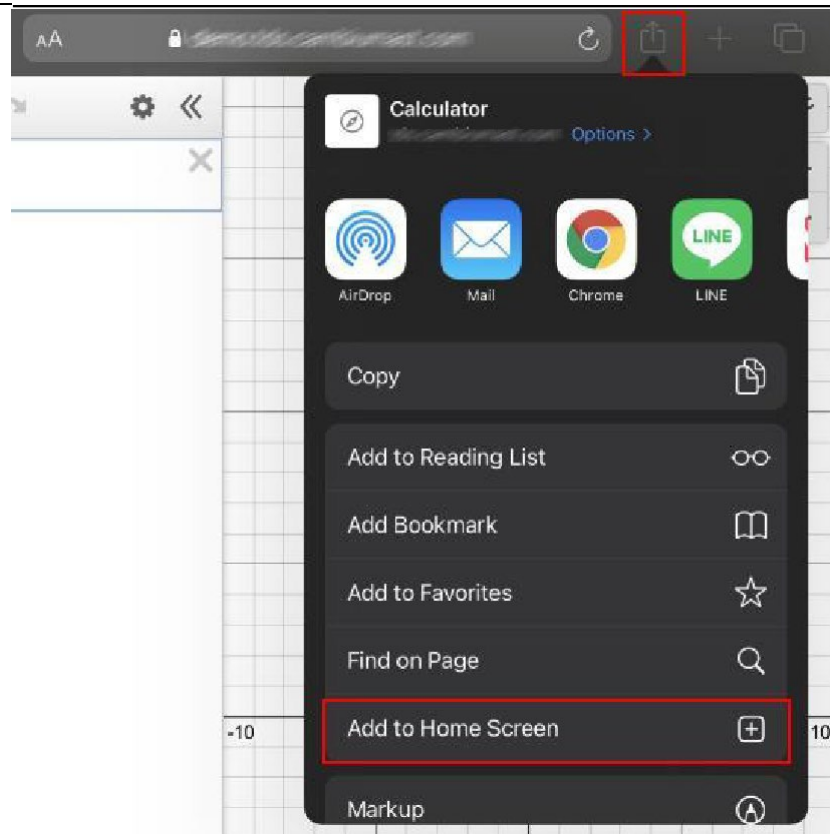 AA
Calculator
Options >
LINE
AirDrop Mail Chrome LINE
Copy
Add to Reading List
Add Bookmark
Add to Favorites
Find on Page
Add to Home Screen
-10
10
Markup